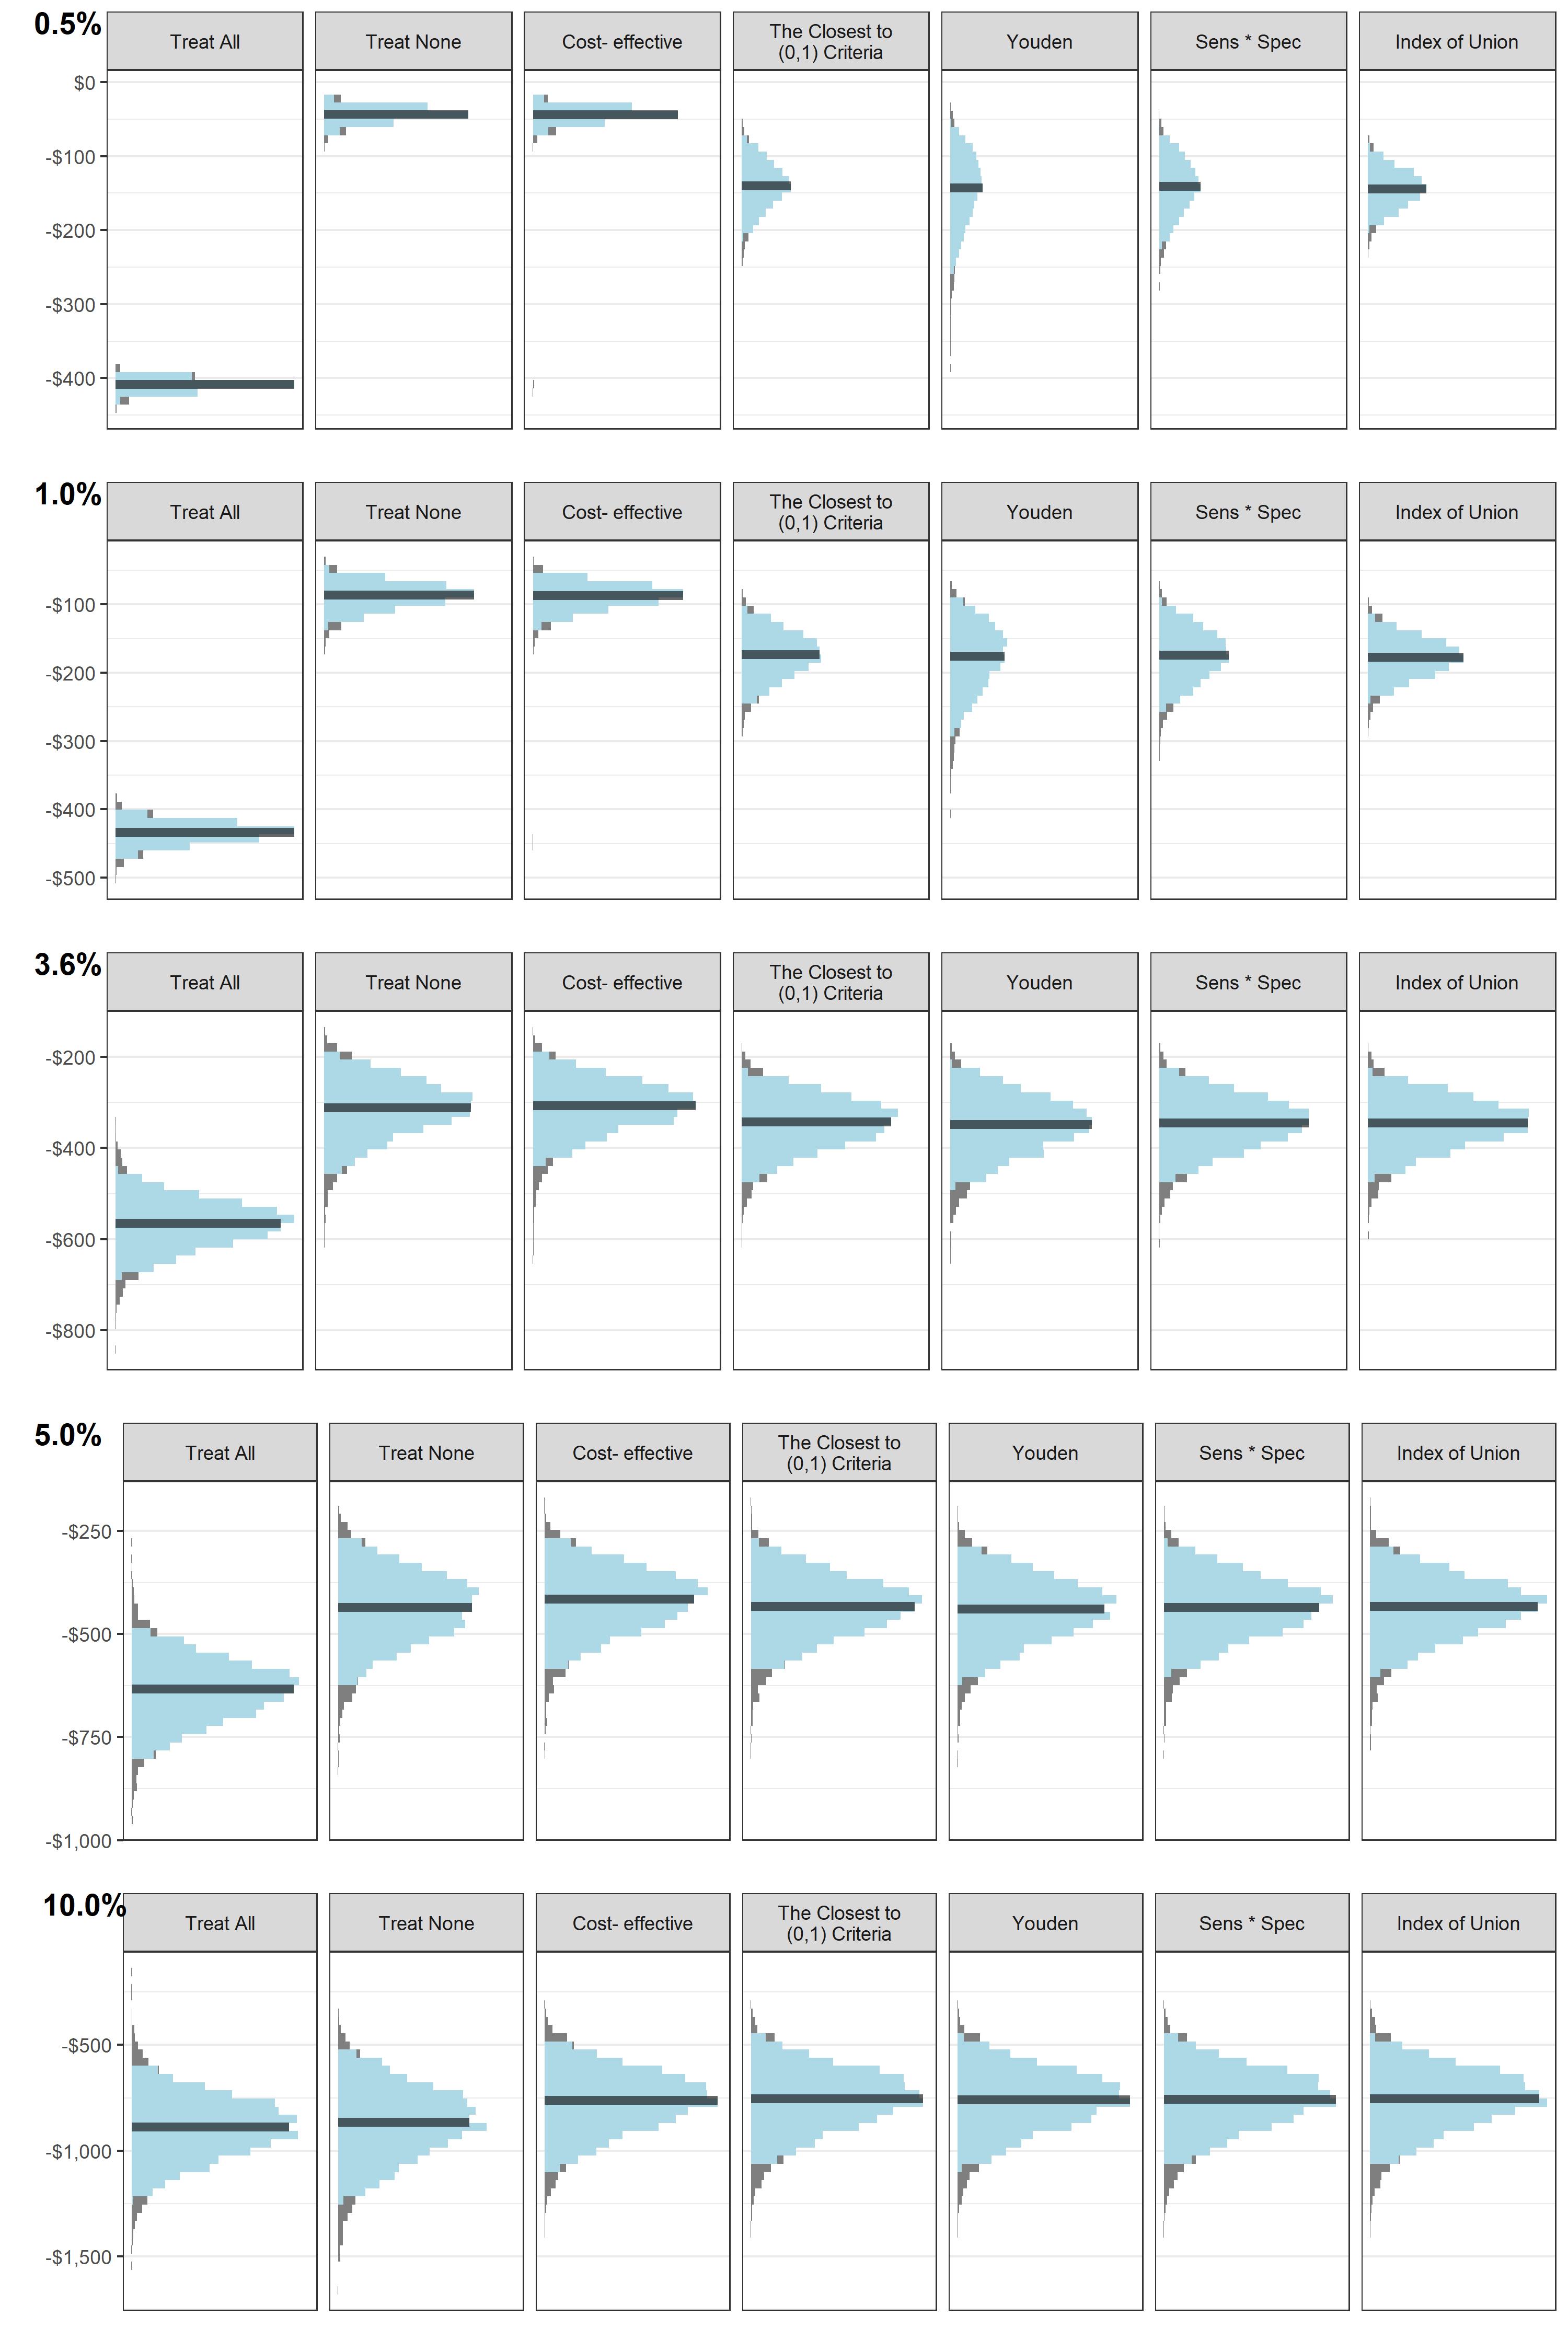 0.5%
Treat All
Treat None
Cost- effective
The Closest to
(0,1) Criteria
Youden
Sens * Spec
Index of Union
$0
-$100
-$200
-$300
-$400
1.0%
Treat All
Treat None
Cost- effective
The Closest to
(0,1) Criteria
Youden
Sens * Spec
Index of Union
-$100
-$200
-$300
-$400
-$500
3.6%
Treat All
Treat None
Cost- effective
The Closest to
(0,1) Criteria
Youden
Sens * Spec
Index of Union
-$200
-$400
-$600
-$800
5.0%
Treat All
Treat None
Cost- effective
The Closest to
(0,1) Criteria
Youden
Sens * Spec
Index of Union
-$250
-$500
-$750
-$1,000
10.0%
Treat All
Treat None
Cost- effective
The Closest to
(0,1) Criteria
Youden
Sens * Spec
Index of Union
-$500
-$1,000
-$1,500